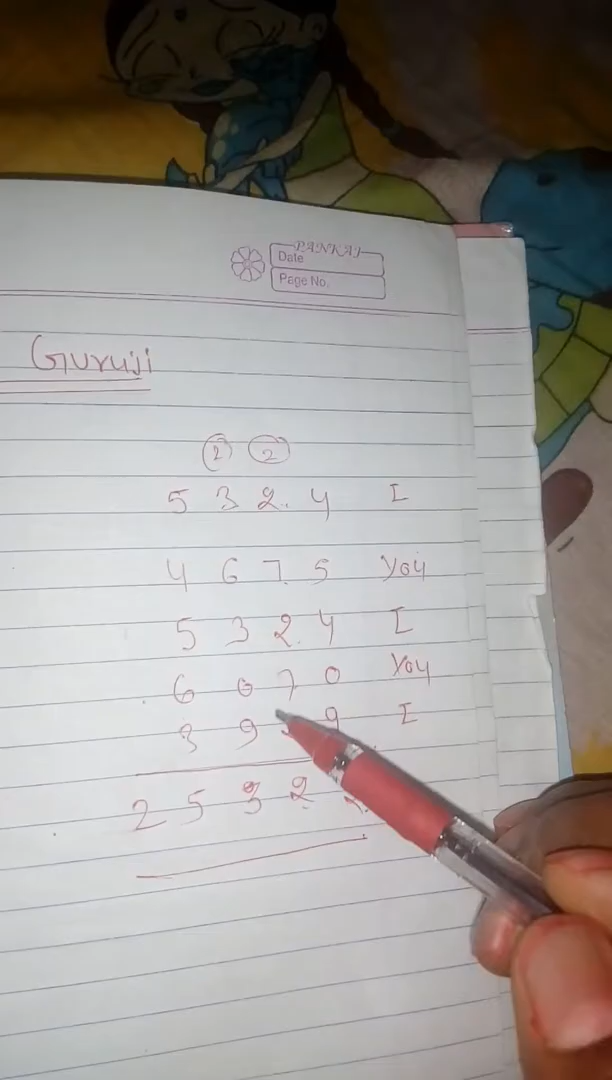 PANKAJ
Date
Page No.
Guruji
2 2
5 3 2 4 I
4 6 7 5 You
5 3 2 4 I
6 0 7 0 You
3 9 9 I
2 5 3 2